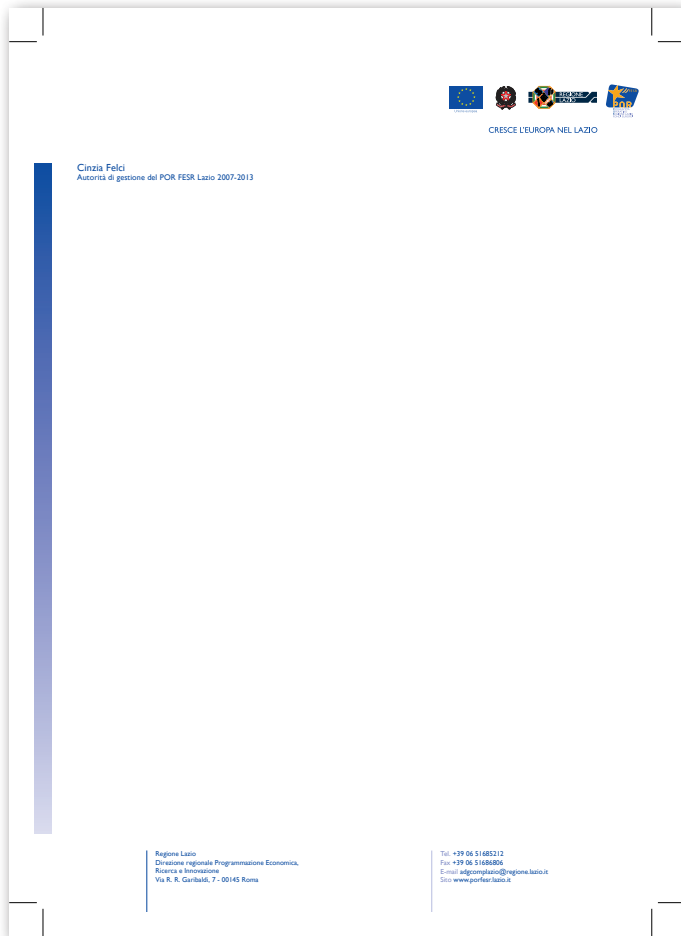 REGIONE
LAZIO
POR
CRESCE L'EUROPA NEL LAZIO
Cinzia Felci
Autorità di gestione del POR FESR Lazio 2007-2013
Regione Lazio
Direzione regionale Programmazione Economica,
Ricerca e Innovazione
Via R. R. Garibaldi, 7 - 00145 Roma
Tel. +39 06 51685212
Fax +39 06 51686806
E-mail adgcomplazio@regione.lazio.it
Sito www.porfesr.lazio.it